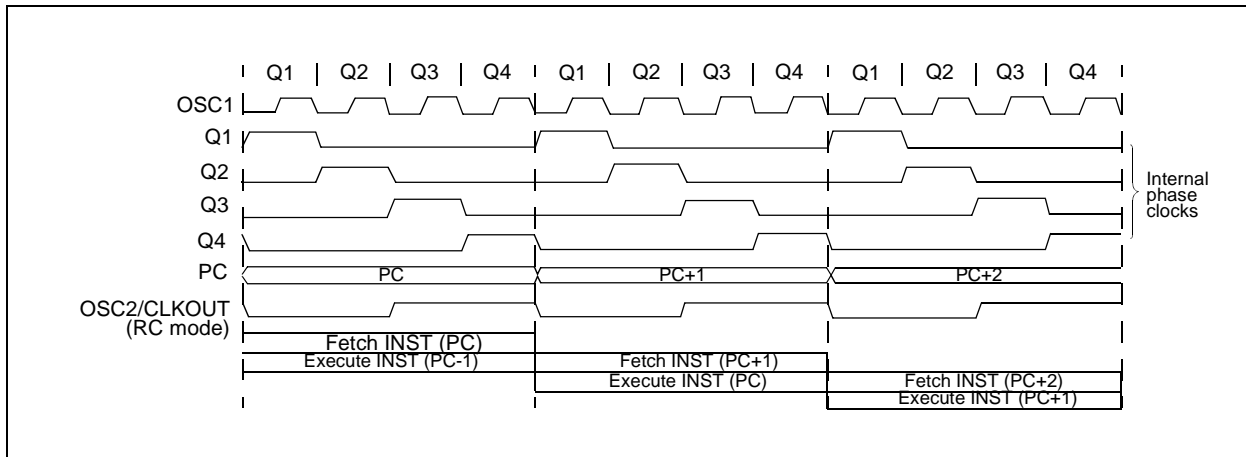 Q1 Q2 Q3 Q4 Q1 Q2 Q3 Q4 Q1 Q2 Q3 Q4
OSC1
Q1
Q2
Q3
Q4
PC
Internal
phase
clocks
PC PC+1 PC+2
OSC2/CLKOUT
(RC mode)
Fetch INST (PC)
Execute INST (PC-1) Fetch INST (PC+1)
Execute INST (PC) Fetch INST (PC+2)
Execute INST (PC+1)